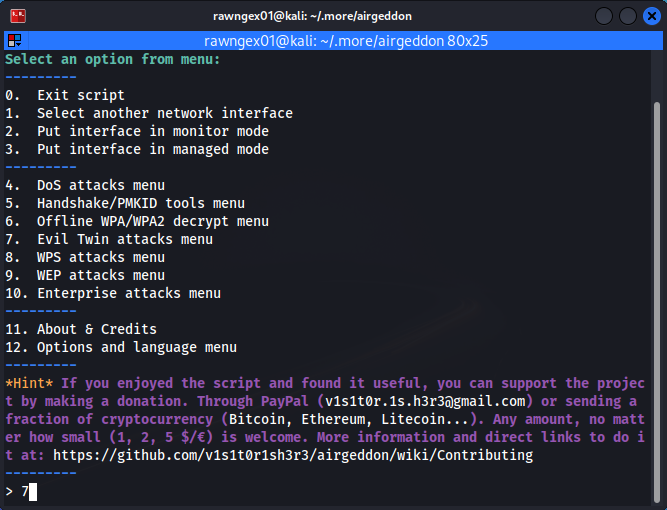 rawngex01@kali: ~/.more/airgeddon
rawngex01@kali: ~/.more/airgeddon 80x25
Select an option from menu:
---------
0.  Exit script
1.  Select another network interface
2.  Put interface in monitor mode
3.  Put interface in managed mode
---------
4.  DoS attacks menu
5.  Handshake/PMKID tools menu
6.  Offline WPA/WPA2 decrypt menu
7.  Evil Twin attacks menu
8.  WPS attacks menu
9.  WEP attacks menu
10. Enterprise attacks menu
---------
11. About & Credits
12. Options and language menu
---------
*Hint* If you enjoyed the script and found it useful, you can support the projec
t by making a donation. Through PayPal (v1s1t0r.1s.h3r3@gmail.com) or sending a
fraction of cryptocurrency (Bitcoin, Ethereum, Litecoin...). Any amount, no matt
er how small (1, 2, 5 $/€) is welcome. More information and direct links to do i
t at: https://github.com/v1s1t0r1sh3r3/airgeddon/wiki/Contributing
---------
> 7